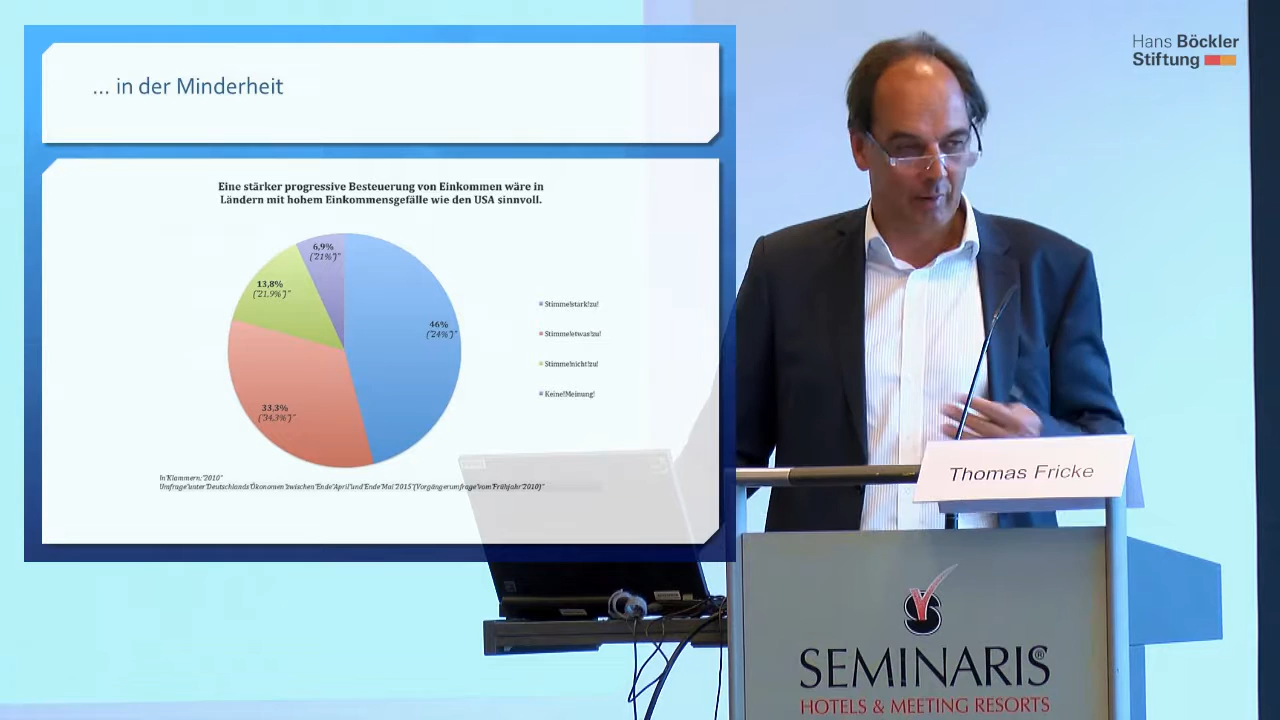 ... in der Minderheit
Eine stärker progressive Besteuerung von Einkommen wäre in
Ländern mit hohem Einkommensgefälle wie den USA sinnvoll.
6,9%
("21%")"
13,8%
("21,9%")"
46%
("24%")"
33,3%
("34,3%")"
Stimme!stark!zu!
Stimme!etwas!zu!
Stimme!nicht!zu!
Keine!Meinung!
In"Klammern:"2010"
Umfrage"unter"Deutschlands"Ökonomen"zwischen"Ende"April"und"Ende"Mai"2015"(Vorgängerumfrage"vom"Frühjahr"2010)"
Hans Böckler
Stiftung
Thomas Fricke
SEMINARIS®
HOTELS & MEETING RESORTS